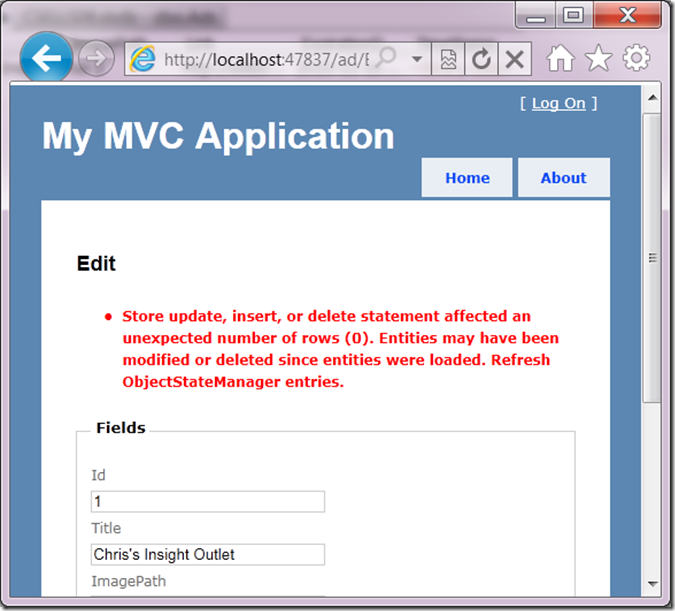 http://localhost:47837/ad/E
[ Log On ]
My MVC Application
Home
About
Edit
• Store update, insert, or delete statement affected an
unexpected number of rows (0). Entities may have been
modified or deleted since entities were loaded. Refresh
ObjectStateManager entries.
Fields
Id
1
Title
Chris's Insight Outlet
ImagePath